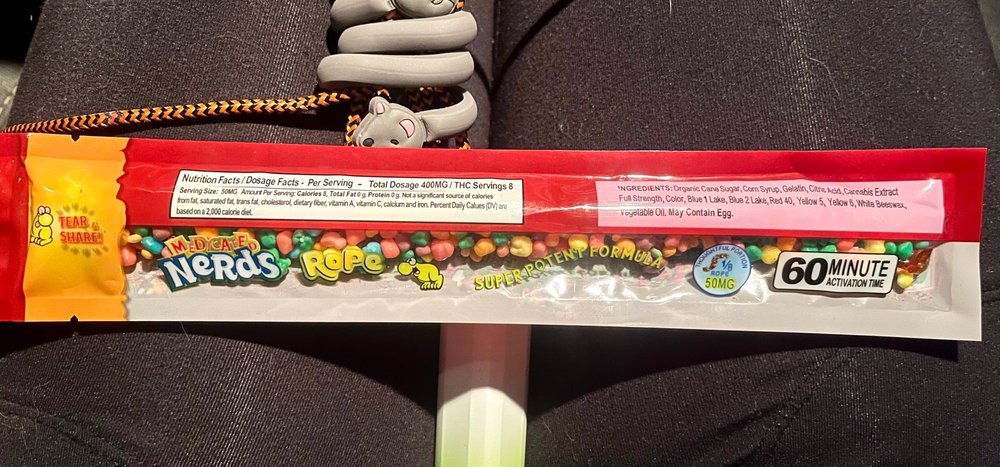 Nutrition Facts / Dosage Facts - Per Serving - Total Dosage 400MG / THC Servings 8
Serving Size: 50MG Amount Per Serving: Calories 8, Total Fat 0 g, Protein 0 g. Not a significant source of calories
from fat, saturated fat, trans fat, cholesterol, dietary fiber, vitamin A, vitamin C, calcium and iron. Percent Daily Calues (DV) are
based on a 2,000 calorie diet.
INGREDIENTS: Organic Cane Sugar, Corn Syrup, Gelatin, Citric Acid, Cannabis Extract
Full Strength, Color, Blue 1 Lake, Blue 2 Lake, Red 40, Yellow 5, Yellow 6, White Beeswax,
Vegetable Oil. May Contain Egg.
TEAR
SHARE!
MEDICATED
NERDS ROPE
SUPER POTENT FORMULA
THOUGHTFUL PORTION
1/8
ROPE
50MG
60 MINUTE
ACTIVATION TIME